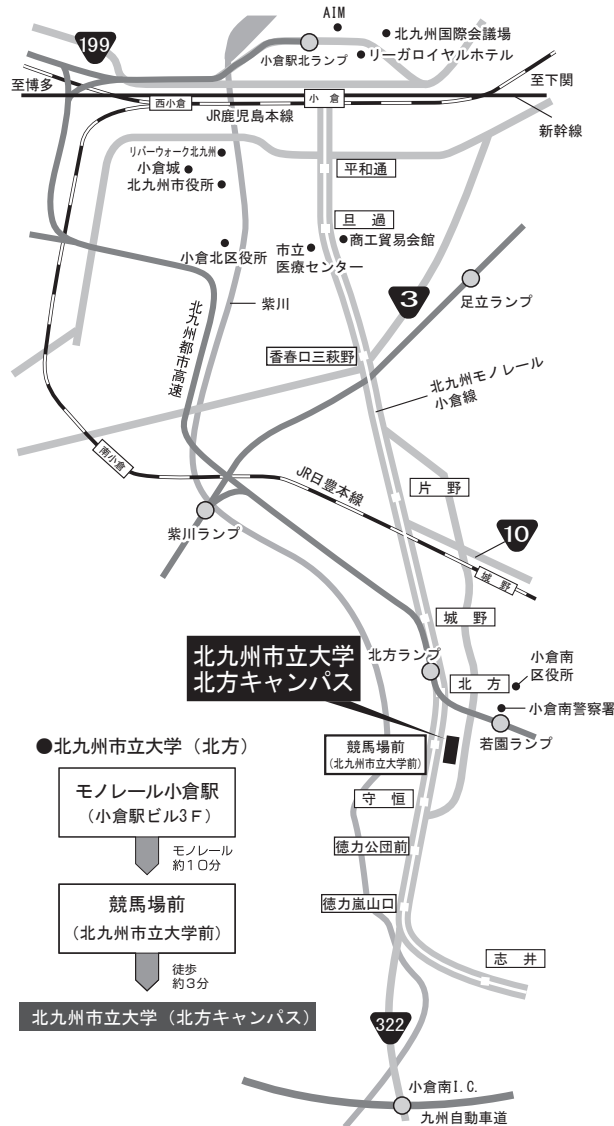 AIM
199
北九州国際会議場
小倉駅北ランプ
リーガロイヤルホテル
至博多
至下関
西小倉
小倉
JR鹿児島本線
新幹線
リバーウォーク北九州
小倉城
北九州市役所
平和通
旦過
商工貿易会館
小倉北区役所
市立
医療センター
3
足立ランプ
紫川
北九州都市高速
香春口三萩野
北九州モノレール
小倉線
南小倉
JR日豊本線
片野
紫川ランプ
10
城野
城野
北九州市立大学
北方キャンパス
北方ランプ
小倉南
区役所
北方
小倉南警察署
若園ランプ
●北九州市立大学（北方）
競馬場前
(北九州市立大学前)
モノレール小倉駅
（小倉駅ビル3F）
守恒
モノレール
約10分
徳力公団前
競馬場前
（北九州市立大学前）
徳力嵐山口
徒歩
約3分
志井
北九州市立大学（北方キャンパス）
322
小倉南I.C.
九州自動車道